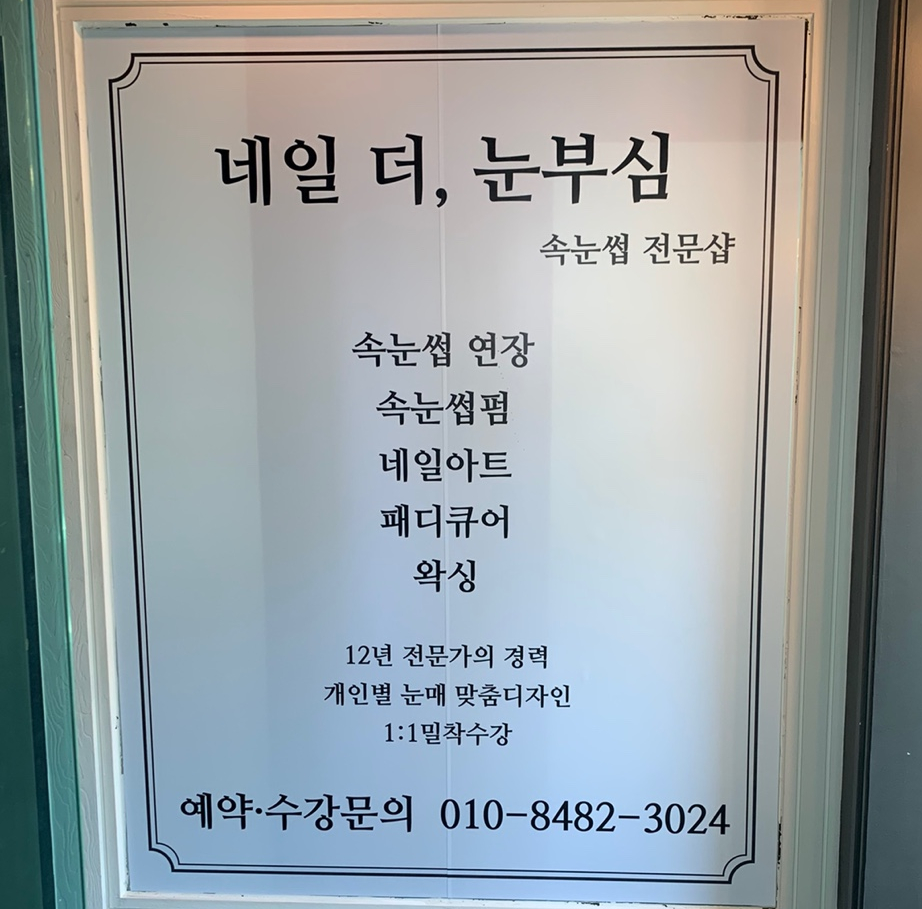 네일 더, 눈부심
속눈썹 전문샵
속눈썹 연장
속눈썹펌
네일아트
패디큐어
왁싱
12년 전문가의 경력
개인별 눈매 맞춤디자인
1:1밀착수강
예약·수강문의 010-8482-3024